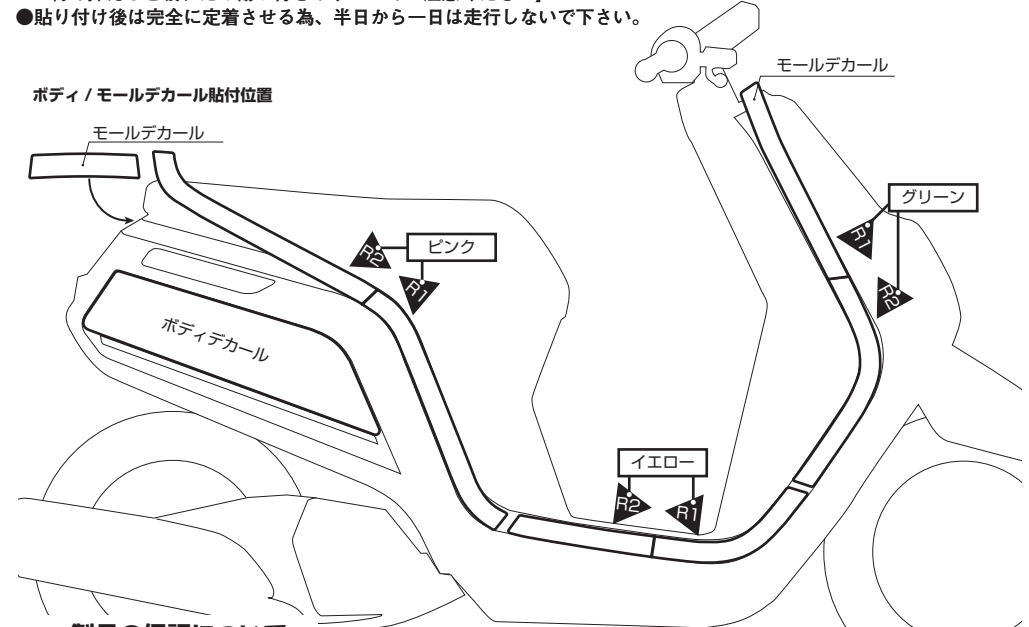 ●貼り付け後は完全に定着させる為、半日から一日は走行しないで下さい。
ボディ / モールデカール貼付位置
モールデカール
モールデカール
グリーン
R1
R2
ピンク
R2
R1
ボディデカール
イエロー
R2
R1